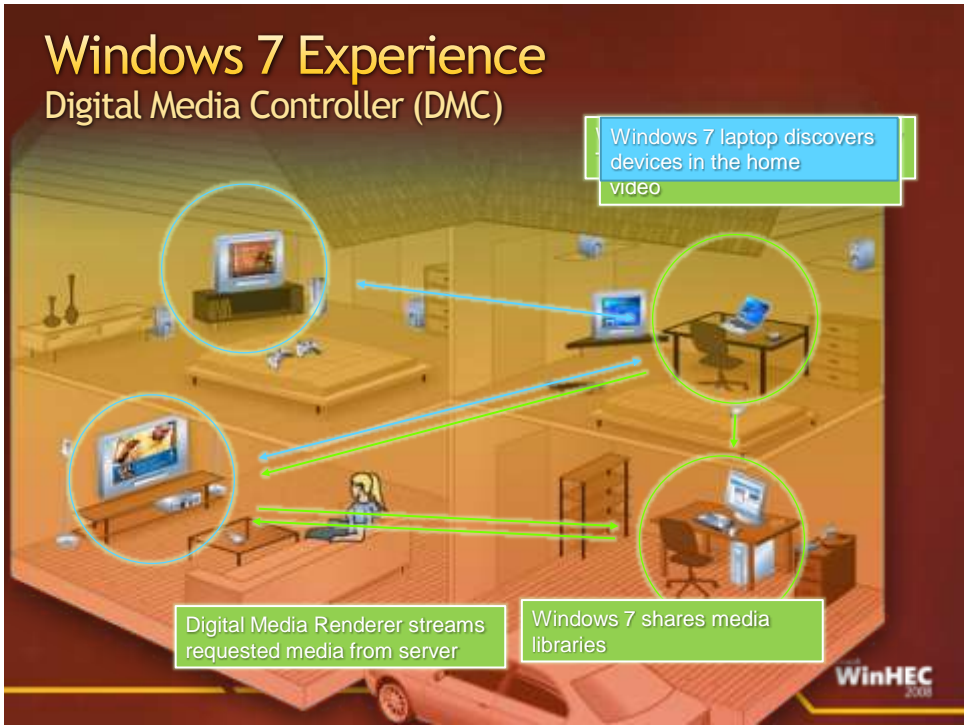 Windows 7 Experience
Digital Media Controller (DMC)
Windows 7 laptop discovers
devices in the home
video
Digital Media Renderer streams
requested media from server
Windows 7 shares media
libraries
WinHEC
2008